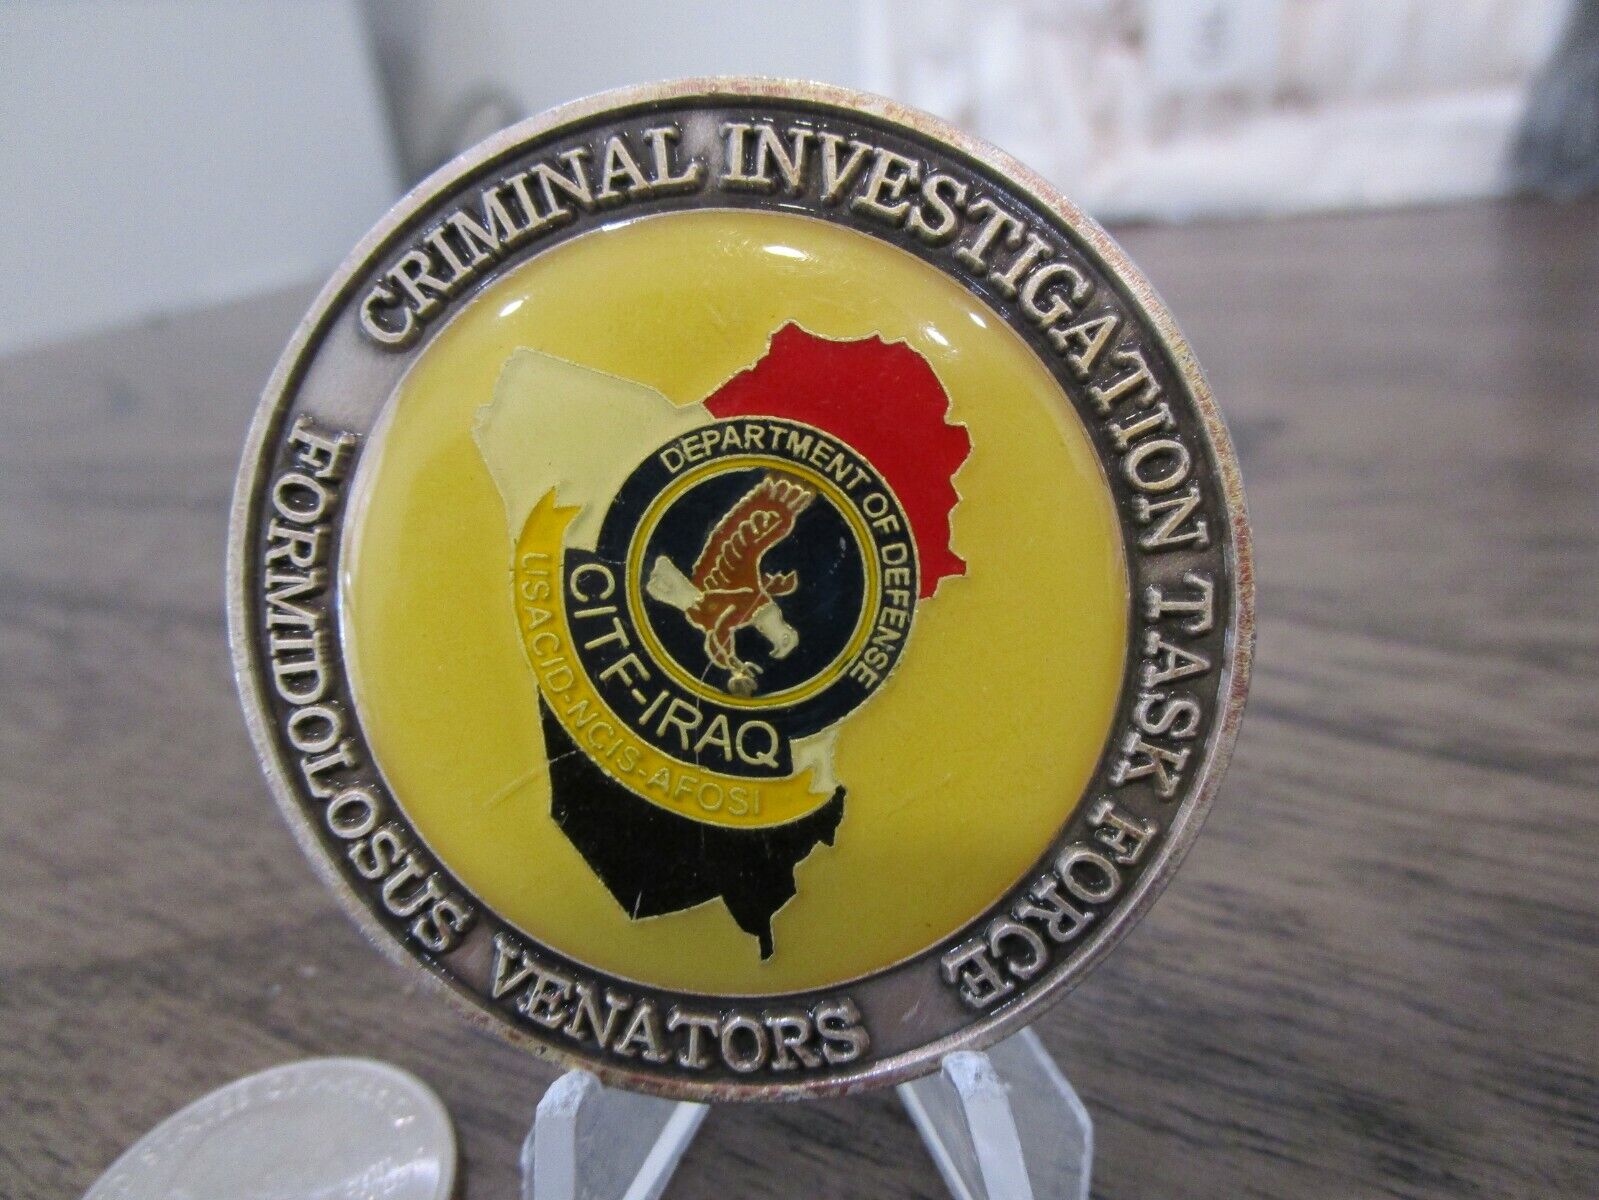 CRIMINAL INVESTIGATION TASK FORCE
FORMIDOLOSUS VENATORS
DEPARTMENT OF DEFENSE
CITF-IRAQ
USACID-NCIS-AFOSI